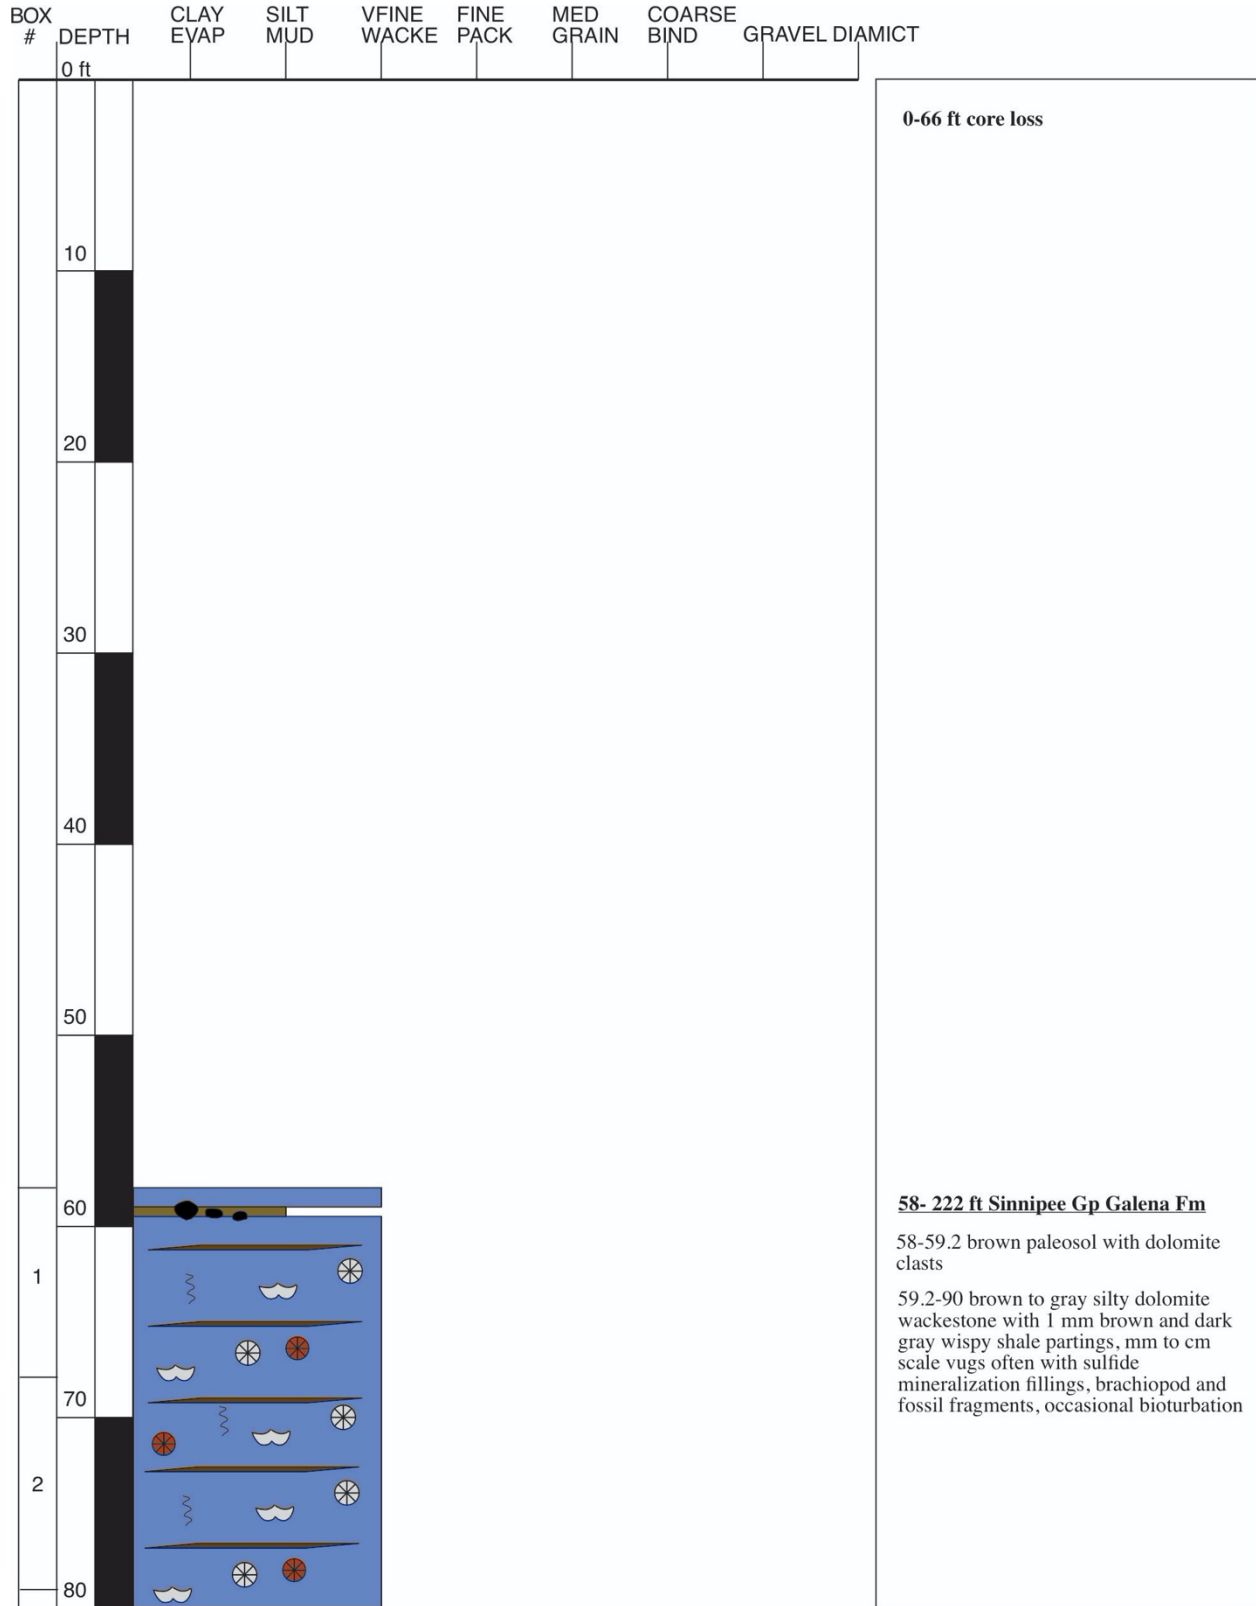 BOX CLAY SILT VFINE FINE MED COARSE
# DEPTH EVAP MUD WACKE PACK GRAIN BIND GRAVEL DIAMICT
0 ft
0-66 ft core loss
10
20
30
40
50
60
58- 222 ft Sinnipee Gp Galena Fm
58-59.2 brown paleosol with dolomite
clasts
1
59.2-90 brown to gray silty dolomite
wackestone with 1 mm brown and dark
gray wispy shale partings, mm to cm
scale vugs often with sulfide
mineralization fillings, brachiopod and
fossil fragments, occasional bioturbation
70
2
80